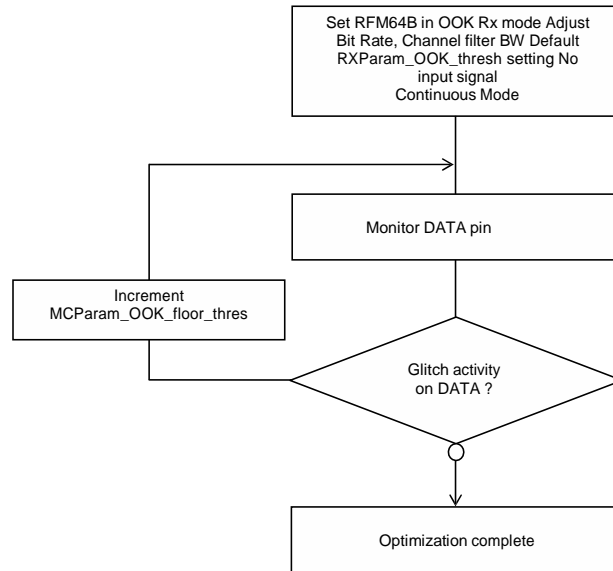 Set RFM64B in OOK Rx mode Adjust
Bit Rate, Channel filter BW Default
RXParam_OOK_thresh setting No
input signal
Continuous Mode
Monitor DATA pin
Increment
MCParam_OOK_floor_thres
Glitch activity
on DATA ?
Optimization complete